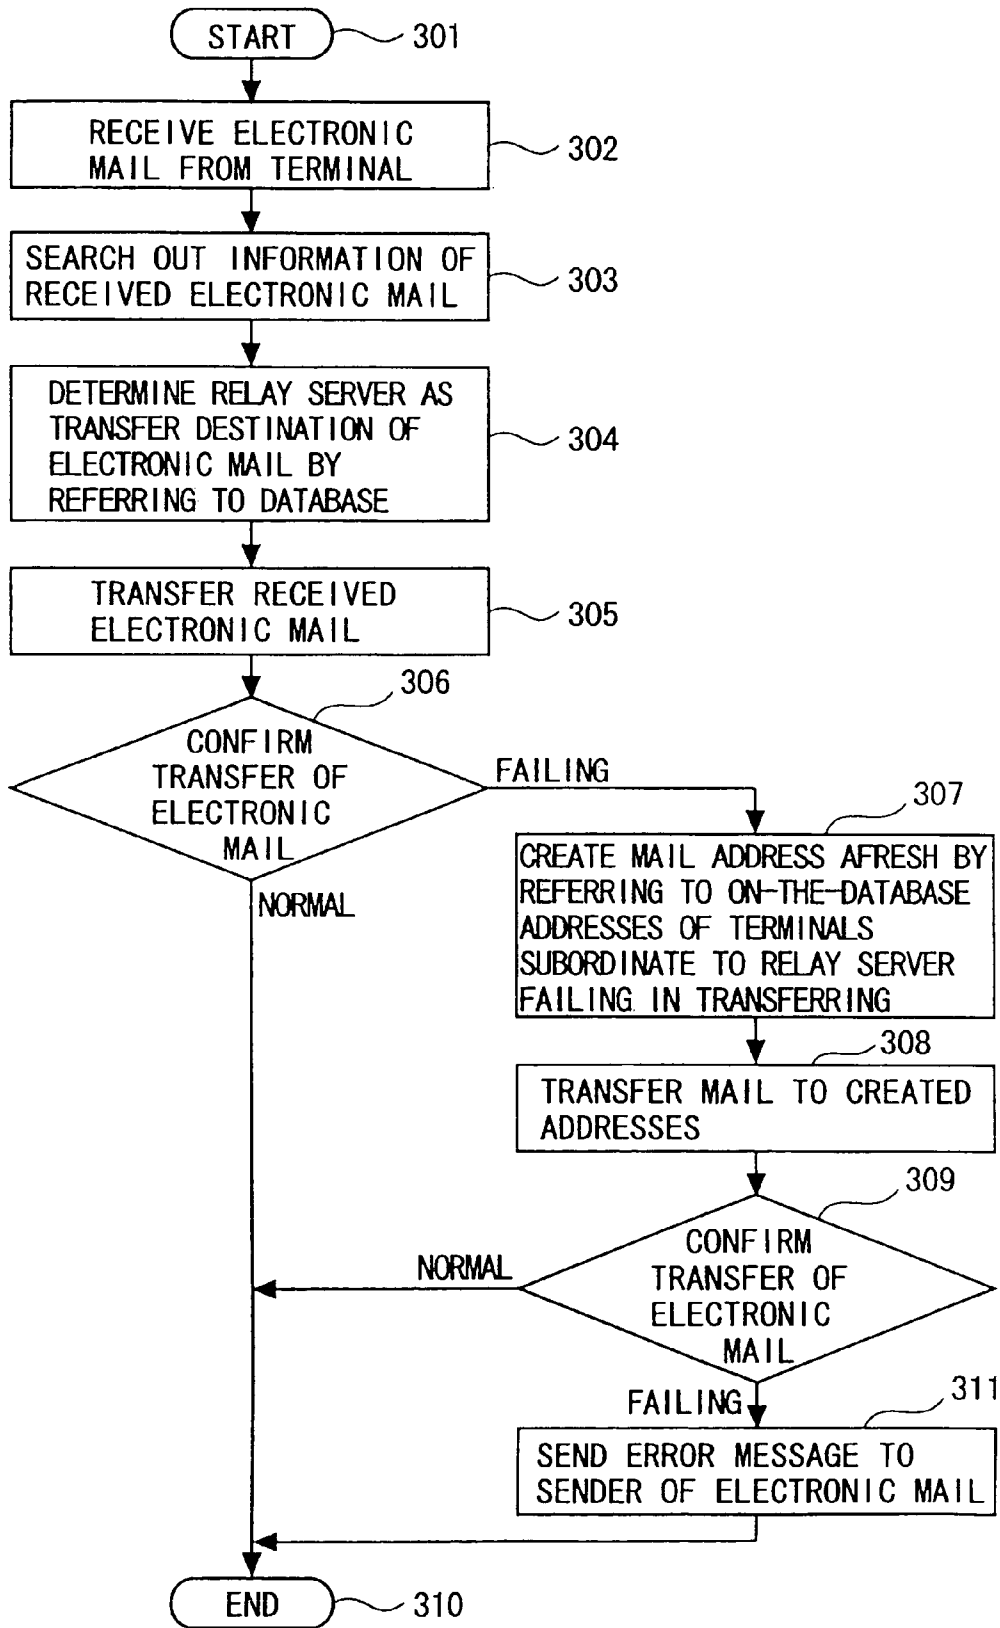 START
301
RECEIVE ELECTRONIC
MAIL FROM TERMINAL
302
SEARCH OUT INFORMATION OF
RECEIVED ELECTRONIC MAIL
303
DETERMINE RELAY SERVER AS
TRANSFER DESTINATION OF
ELECTRONIC MAIL BY
REFERRING TO DATABASE
304
TRANSFER RECEIVED
ELECTRONIC MAIL
305
306
CONFIRM
TRANSFER OF
ELECTRONIC
MAIL
FAILING
NORMAL
307
CREATE MAIL ADDRESS AFRESH BY
REFERRING TO ON-THE-DATABASE
ADDRESSES OF TERMINALS
SUBORDINATE TO RELAY SERVER
FAILING IN TRANSFERRING
308
TRANSFER MAIL TO CREATED
ADDRESSES
309
CONFIRM
TRANSFER OF
ELECTRONIC
MAIL
NORMAL
FAILING
311
SEND ERROR MESSAGE TO
SENDER OF ELECTRONIC MAIL
END
310